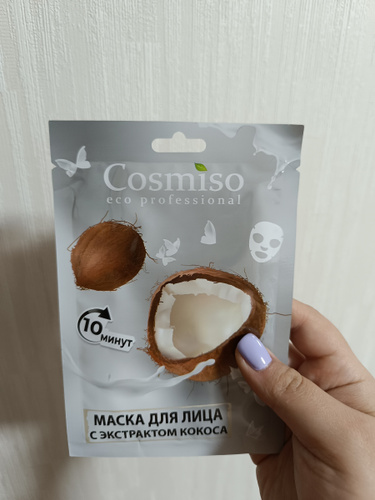 Cosmiso
eco professional
10
минут
МАСКА ДЛЯ ЛИЦА
С ЭКСТРАКТОМ КОКОСА